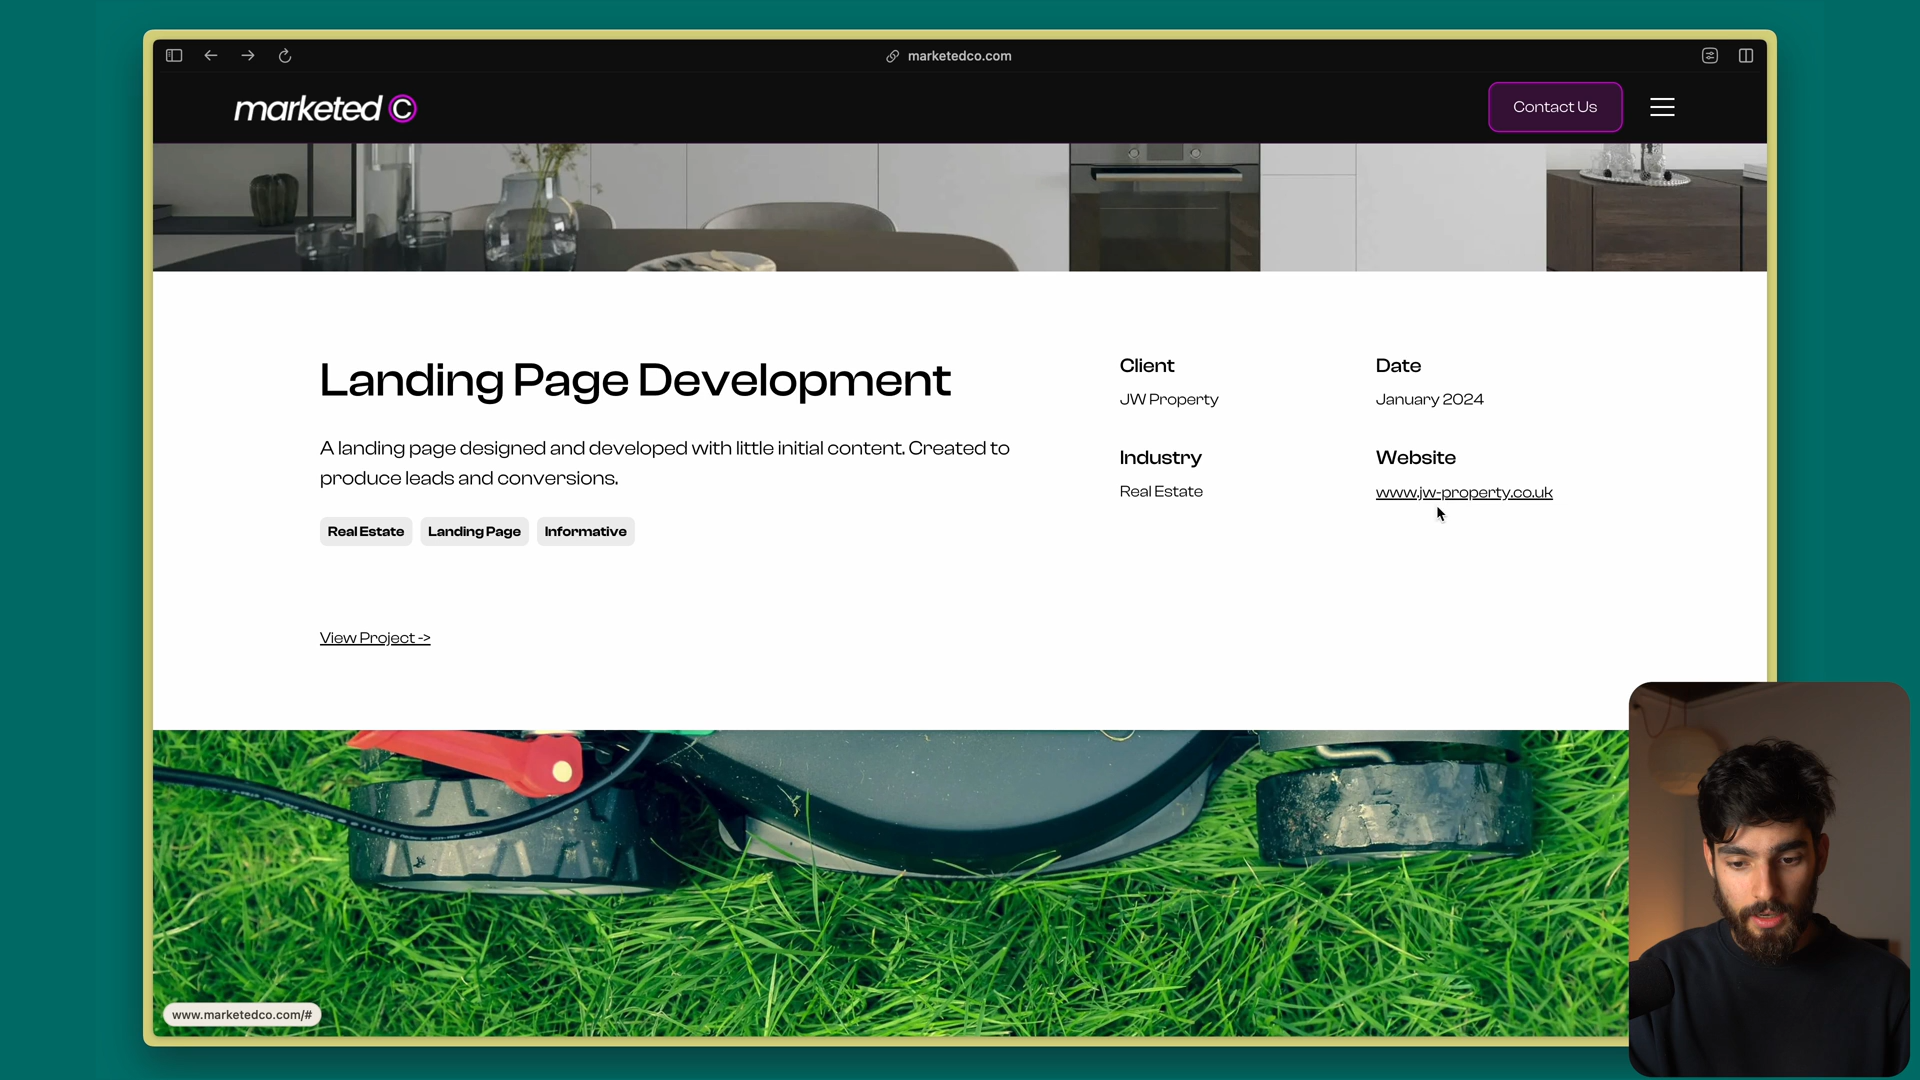 marketedco.com
marketed C
Contact Us
Landing Page Development
A landing page designed and developed with little initial content. Created to
produce leads and conversions.
Real Estate
Landing Page
Informative
View Project ->
Client
JW Property
Date
January 2024
Industry
Real Estate
Website
www.jw-property.co.uk
www.marketedco.com/#